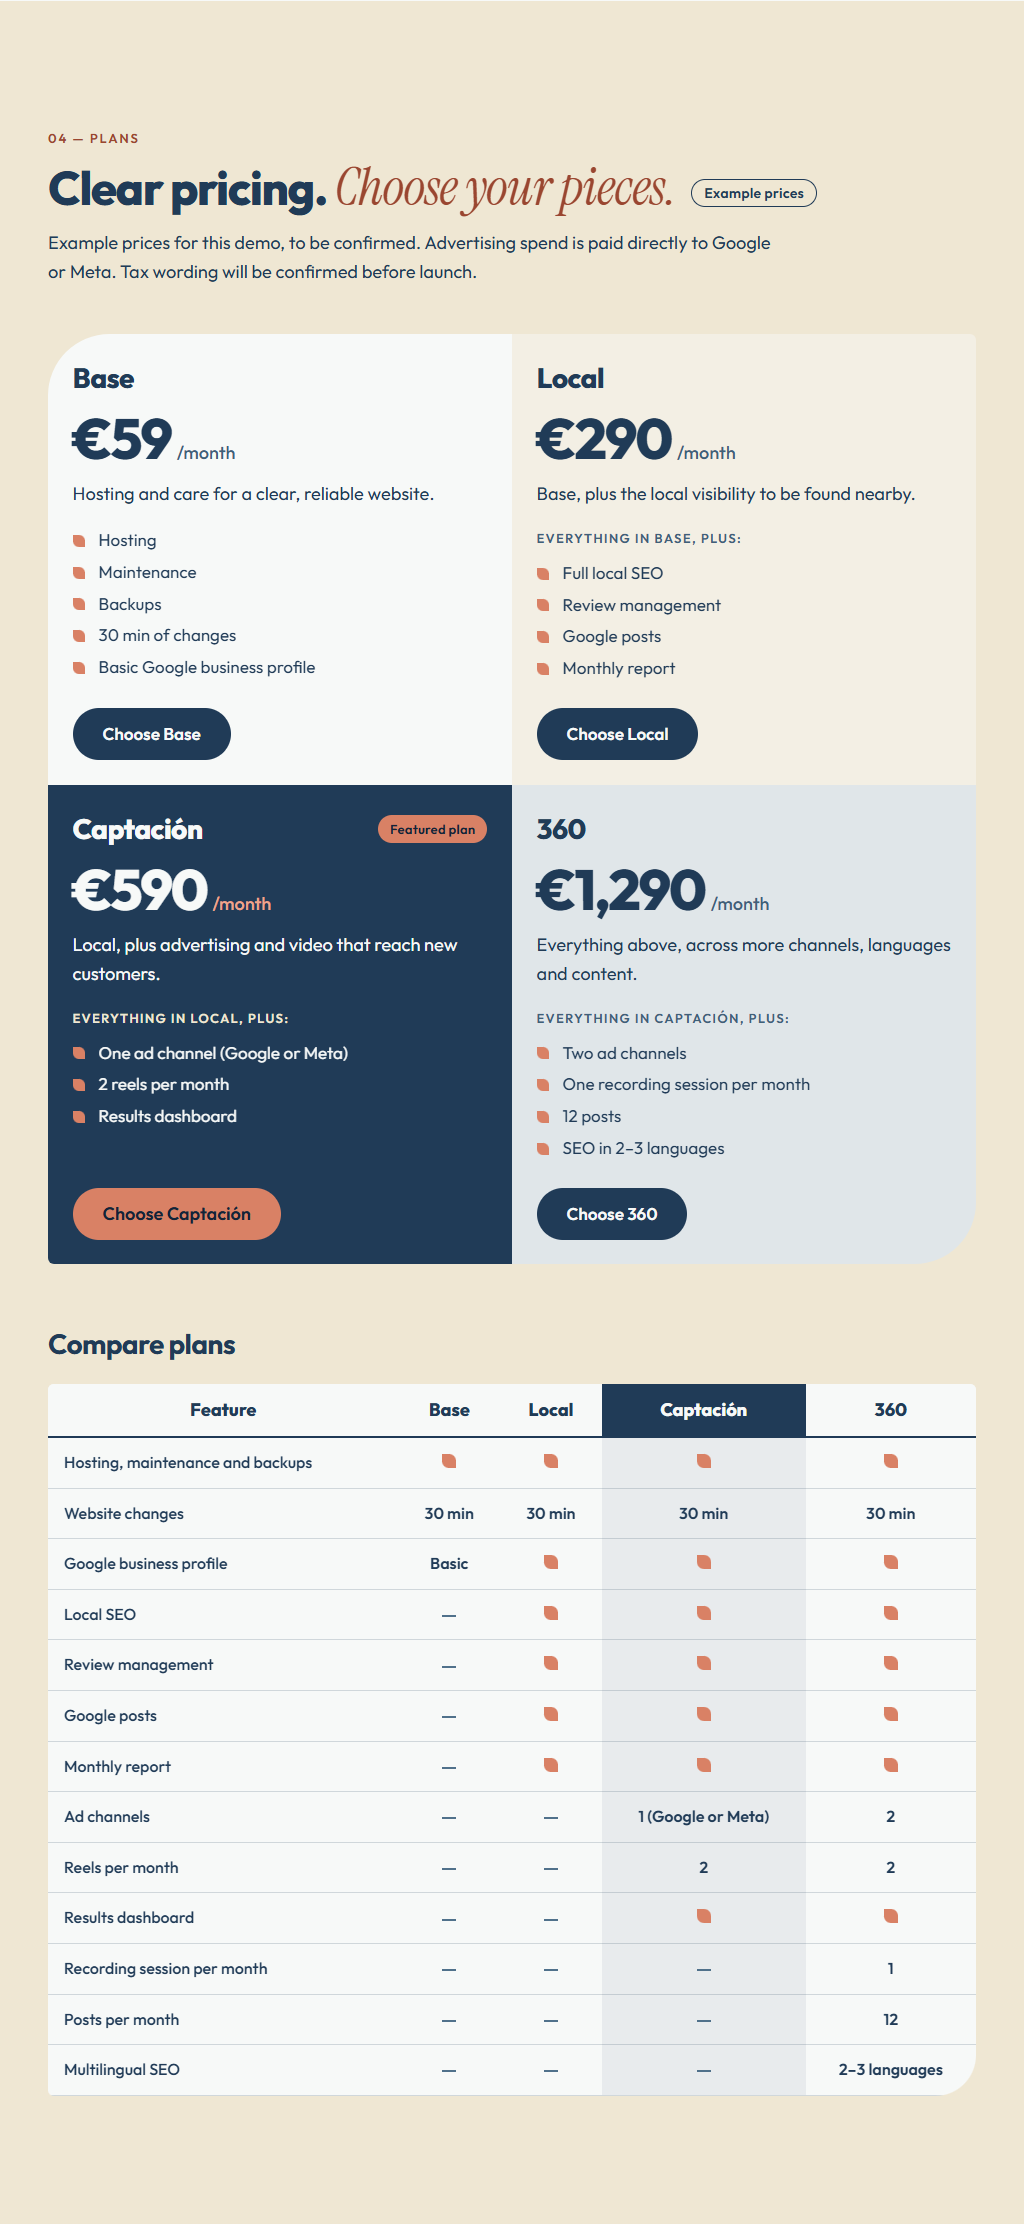 04 — PLANS
Clear pricing. Choose your pieces. Example prices
Example prices for this demo, to be confirmed. Advertising spend is paid directly to Google
or Meta. Tax wording will be confirmed before launch.
Base
€59 /month
Hosting and care for a clear, reliable website.
Hosting
Maintenance
Backups
30 min of changes
Basic Google business profile
Choose Base
Local
€290 /month
Base, plus the local visibility to be found nearby.
EVERYTHING IN BASE, PLUS:
Full local SEO
Review management
Google posts
Monthly report
Choose Local
Captación Featured plan
€590 /month
Local, plus advertising and video that reach new
customers.
EVERYTHING IN LOCAL, PLUS:
One ad channel (Google or Meta)
2 reels per month
Results dashboard
Choose Captación
360
€1,290 /month
Everything above, across more channels, languages
and content.
EVERYTHING IN CAPTACIÓN, PLUS:
Two ad channels
One recording session per month
12 posts
SEO in 2–3 languages
Choose 360
Compare plans
Feature Base Local Captación 360
Hosting, maintenance and backups
Website changes 30 min 30 min 30 min 30 min
Google business profile Basic
Local SEO —
Review management —
Google posts —
Monthly report —
Ad channels — — 1 (Google or Meta) 2
Reels per month — — 2 2
Results dashboard — —
Recording session per month — — — 1
Posts per month — — — 12
Multilingual SEO — — — 2–3 languages